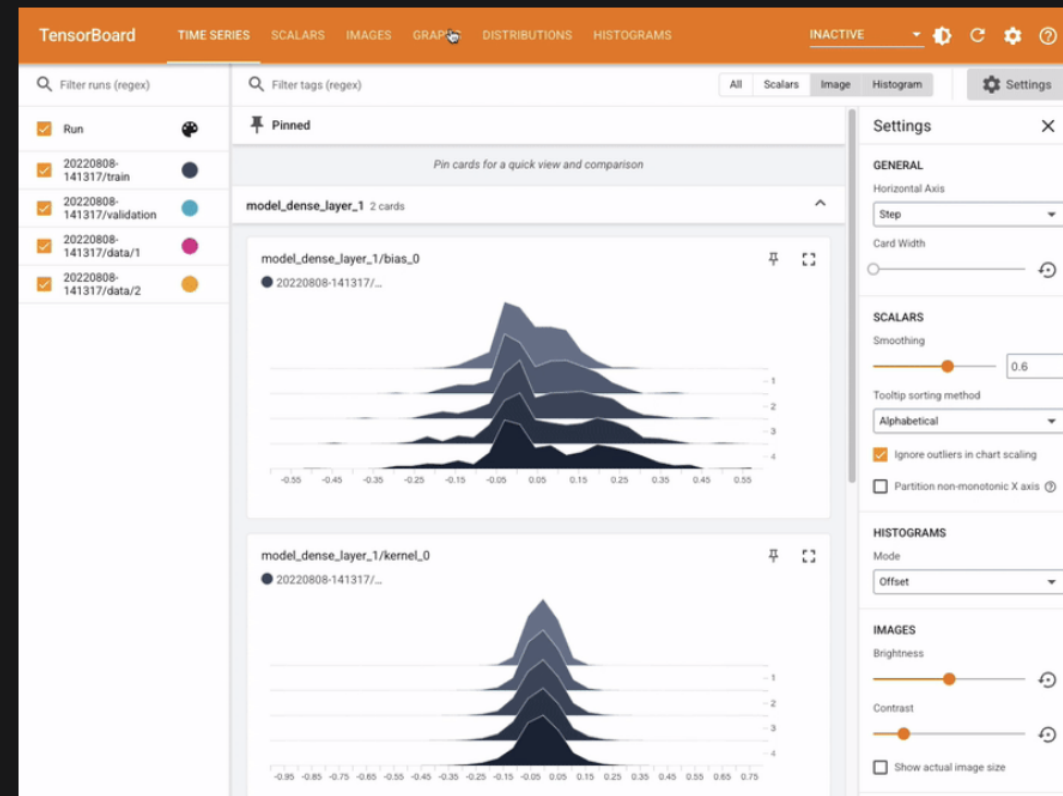 TensorBoard
TIME SERIES
SCALARS
IMAGES
DISTRIBUTIONS
HISTOGRAMS
INACTIVE
Filter runs (regex)
Run
20220808-
141317/train
20220808-
141317/validation
20220808-
141317/data/1
20220808-
141317/data/2
Filter tags (regex)
All
Scalars
Image
Histogram
Settings
Pinned
Pin cards for a quick view and comparison
model_dense_layer_1 2 cards
model_dense_layer_1/bias_0
20220808-141317/...
1
2
3
4
-0.55 -0.45 -0.35 -0.25 -0.15 -0.05 0.05 0.15 0.25 0.35 0.45 0.55
model_dense_layer_1/kernel_0
20220808-141317/...
1
2
3
4
-0.95 -0.85 -0.75 -0.65 -0.55 -0.45 -0.35 -0.25 -0.15 -0.05 0.05 0.15 0.25 0.35 0.45 0.55 0.65 0.75
Settings
GENERAL
Horizontal Axis
Step
Card Width
SCALARS
Smoothing
0.6
Tooltip sorting method
Alphabetical
Ignore outliers in chart scaling
Partition non-monotonic X axis
HISTOGRAMS
Mode
Offset
IMAGES
Brightness
Contrast
Show actual image size